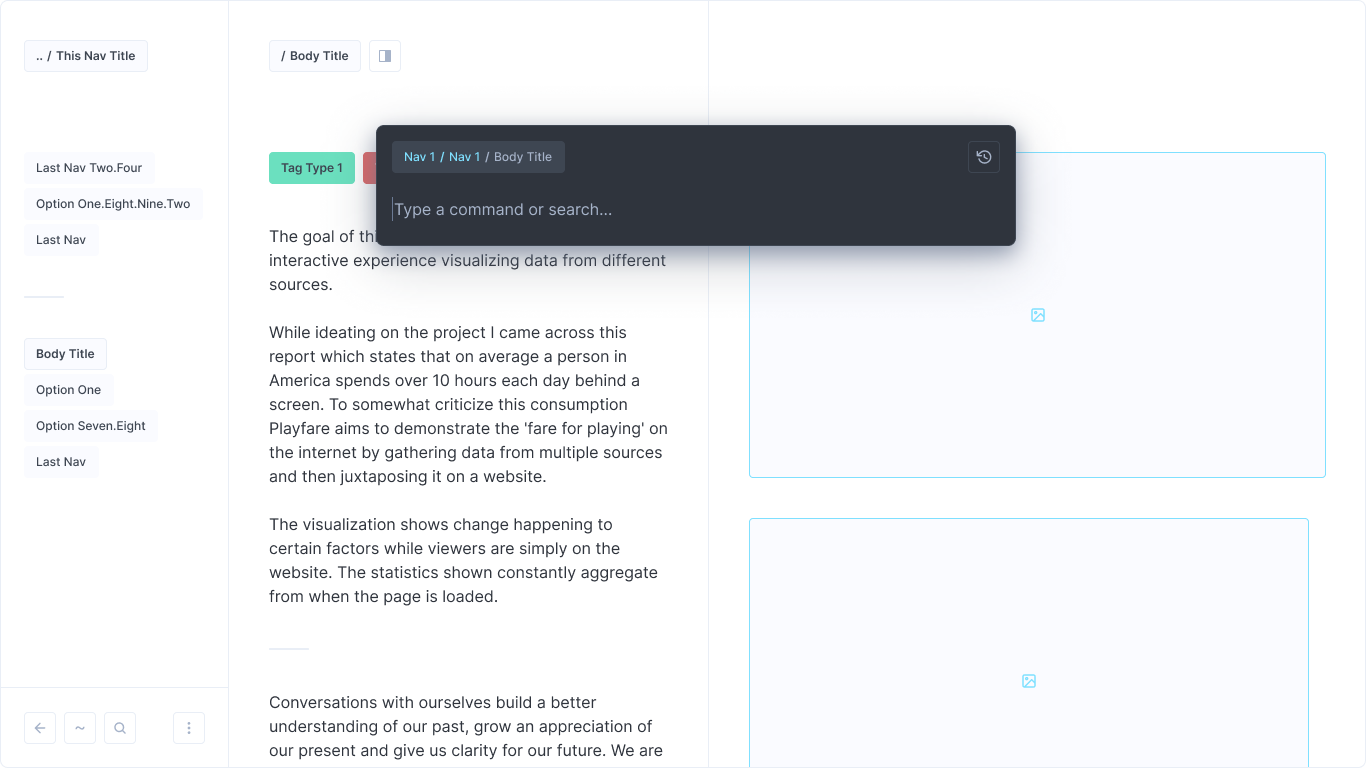 .. / This Nav Title
Last Nav Two.Four
Option One.Eight.Nine.Two
Last Nav
Body Title
Option One
Option Seven.Eight
Last Nav
~
/ Body Title
Tag Type 1
Nav 1 / Nav 1 / Body Title
Type a command or search...
The goal of
interactive experience visualizing data from different
sources.
While ideating on the project I came across this
report which states that on average a person in
America spends over 10 hours each day behind a
screen. To somewhat criticize this consumption
Playfare aims to demonstrate the 'fare for playing' on
the internet by gathering data from multiple sources
and then juxtaposing it on a website.
The visualization shows change happening to
certain factors while viewers are simply on the
website. The statistics shown constantly aggregate
from when the page is loaded.
Conversations with ourselves build a better
understanding of our past, grow an appreciation of
our present and give us clarity for our future. We are